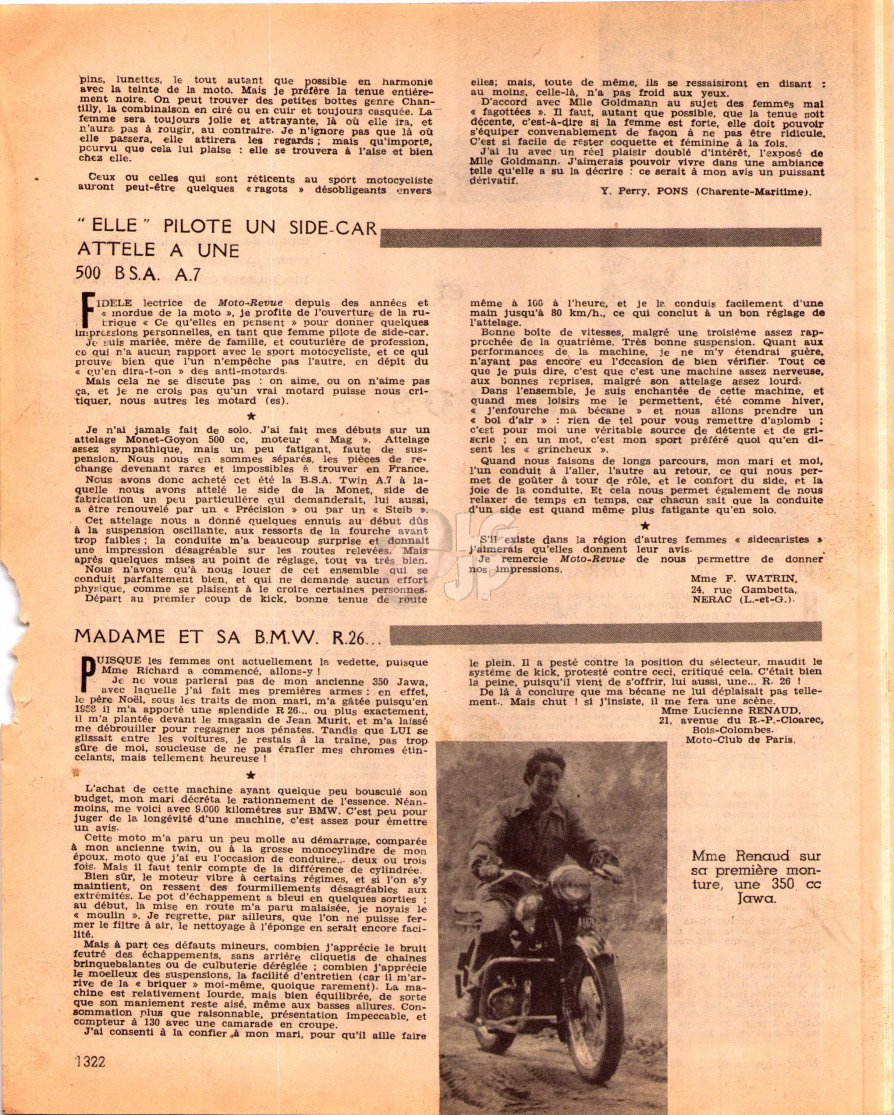 pins, lunettes, le tout autant que possible en harmonie
avec la teinte de la moto. Mais je préfère la tenue entière-
ment noire. On peut trouver des petites bottes genre Chan-
tilly, la combinaison en ciré ou en cuir et toujours casquée. La
femme sera toujours jolie et attrayante, là où elle ira, et
n'aura pas à rougir, au contraire. Je n'ignore pas que là où
elle passera, elle attirera les regards ; mais qu'importe,
pourvu que cela lui plaise : elle se trouvera à l'aise et bien
chez elle.
Ceux ou celles qui sont réticents au sport motocycliste
auront peut-être quelques « ragots » désobligeants envers
elles; mais, toute de même, ils se ressaisiront en disant :
au moins, celle-là, n'a pas froid aux yeux.
D'accord avec Mlle Goldmann au sujet des femmes mal
« fagottées ». Il faut, autant que possible, que la tenue soit
décente, c'est-à-dire si la femme est forte, elle doit pouvoir
s'équiper convenablement de façon à ne pas être ridicule.
C'est si facile de rester coquette et féminine à la fois.
J'ai lu avec un réel plaisir doublé d'intérêt, l'exposé de
Mlle Goldmann. J'aimerais pouvoir vivre dans une ambiance
telle qu'elle a su la décrire : ce serait à mon avis un puissant
dérivatif.
Y. Perry, PONS (Charente-Maritime).
"ELLE" PILOTE UN SIDE-CAR
ATTELE A UNE
500 B.S.A. A.7
FIDELE lectrice de Moto-Revue depuis des années et
« mordue de la moto », je profite de l'ouverture de la ru-
brique « Ce qu'elles en pensent » pour donner quelques
impressions personnelles, en tant que femme pilote de side-car.
Je suis mariée, mère de famille, et couturière de profession,
ce qui n'a aucun rapport avec le sport motocycliste, et ce qui
prouve bien que l'un n'empêche pas l'autre, en dépit du
« qu'en dira-t-on » des anti-motards.
Mais cela ne se discute pas : on aime, ou on n'aime pas
ça, et je ne crois pas qu'un vrai motard puisse nous cri-
tiquer, nous autres les motard (es).
★
Je n'ai jamais fait de solo. J'ai fait mes débuts sur un
attelage Monet-Goyon 500 cc, moteur « Mag ». Attelage
assez sympathique, mais un peu fatigant, faute de sus-
pension. Nous nous en sommes séparés, les pièces de re-
change devenant rares et impossibles à trouver en France.
Nous avons donc acheté cet été la B.S.A. Twin A.7 à la-
quelle nous avons attelé le side de la Monet, side de
fabrication un peu particulière qui demanderait, lui aussi,
a être renouvelé par un « Précision » ou par un « Steib ».
Cet attelage nous a donné quelques ennuis au début dûs
à la suspension oscillante, aux ressorts de la fourche avant
trop faibles ; la conduite m'a beaucoup surprise et donnait
une impression désagréable sur les routes relevées. Mais
après quelques mises au point de réglage, tout va très bien.
Nous n'avons qu'à nous louer de cet ensemble qui se
conduit parfaitement bien, et qui ne demande aucun effort
physique, comme se plaisent à le croire certaines personnes.
Départ au premier coup de kick, bonne tenue de route
même à 100 à l'heure, et je le conduis facilement d'une
main jusqu'à 80 km/h., ce qui conclut à un bon réglage de
l'attelage.
Bonne boîte de vitesses, malgré une troisième assez rap-
prochée de la quatrième. Très bonne suspension. Quant aux
performances de la machine, je ne m'y étendrai guère,
n'ayant pas encore eu l'occasion de bien vérifier. Tout ce
que je puis dire, c'est que c'est une machine assez nerveuse,
aux bonnes reprises, malgré son attelage assez lourd.
Dans l'ensemble, je suis enchantée de cette machine, et
quand mes loisirs me le permettent, été comme hiver,
« j'enfourche ma bécane » et nous allons prendre un
« bol d'air » : rien de tel pour vous remettre d'aplomb ;
c'est pour moi une véritable source de détente et de gri-
serie ; en un mot, c'est mon sport préféré quoi qu'en di-
sent les « grincheux ».
Quand nous faisons de longs parcours, mon mari et moi,
l'un conduit à l'aller, l'autre au retour, ce qui nous per-
met de goûter à tour de rôle, et le confort du side, et la
joie de la conduite. Et cela nous permet également de nous
relaxer de temps en temps, car chacun sait que la conduite
d'un side est quand même plus fatigante qu'en solo.
★
S'il existe dans la région d'autres femmes « sidecaristes »
j'aimerais qu'elles donnent leur avis.
Je remercie Moto-Revue de nous permettre de donner
nos impressions.
Mme F. WATRIN,
24, rue Gambetta,
NERAC (L.-et-G.).
MADAME ET SA B.M.W. R.26...
PUISQUE les femmes ont actuellement la vedette, puisque
Mme Richard a commencé, allons-y !
Je ne vous parlerai pas de mon ancienne 350 Jawa,
avec laquelle j'ai fait mes premières armes : en effet,
le père Noël, sous les traits de mon mari, m'a gâtée puisqu'en
1958 il m'a apporté une splendide R 26... ou plus exactement,
il m'a plantée devant le magasin de Jean Murit, et m'a laissé
me débrouiller pour regagner nos pénates. Tandis que LUI se
glissait entre les voitures, je restais à la traîne, pas trop
sûre de moi, soucieuse de ne pas érafler mes chromes étin-
celants, mais tellement heureuse !
★
L'achat de cette machine ayant quelque peu bousculé son
budget, mon mari décréta le rationnement de l'essence. Néan-
moins, me voici avec 9.000 kilomètres sur BMW. C'est peu pour
juger de la longévité d'une machine, c'est assez pour émettre
un avis.
Cette moto m'a paru un peu molle au démarrage, comparée
à mon ancienne twin, ou à la grosse monocylindre de mon
époux, moto que j'ai eu l'occasion de conduire... deux ou trois
fois. Mais il faut tenir compte de la différence de cylindrée.
Bien sûr, le moteur vibre à certains régimes, et si l'on s'y
maintient, on ressent des fourmillements désagréables aux
extrémités. Le pot d'échappement a bleui en quelques sorties ;
au début, la mise en route m'a paru malaisée, je noyais le
« moulin ». Je regrette, par ailleurs, que l'on ne puisse fer-
mer le filtre à air, le nettoyage à l'éponge en serait encore faci-
lité.
Mais à part ces défauts mineurs, combien j'apprécie le bruit
feutré des échappements, sans arrière cliquetis de chaînes
brinquebalantes ou de culbuterie déréglée ; combien j'apprécie
le moelleux des suspensions, la facilité d'entretien (car il m'ar-
rive de la « briquer » moi-même, quoique rarement). La ma-
chine est relativement lourde, mais bien équilibrée, de sorte
que son maniement reste aisé, même aux basses allures. Con-
sommation plus que raisonnable, présentation impeccable, et
compteur à 130 avec une camarade en croupe.
J'ai consenti à la confier à mon mari, pour qu'il aille faire
le plein. Il a pesté contre la position du sélecteur, maudit le
système de kick, protesté contre ceci, critiqué cela. C'était bien
la peine, puisqu'il vient de s'offrir, lui aussi, une... R. 26 !
De là à conclure que ma bécane ne lui déplaisait pas telle-
ment.. Mais chut ! si j'insiste, il me fera une scène.
Mme Lucienne RENAUD,
21, avenue du R.-P.-Cloarec,
Bois-Colombes.
Moto-Club de Paris.
Mme Renaud sur
sa première mon-
ture, une 350 cc
Jawa.
1322